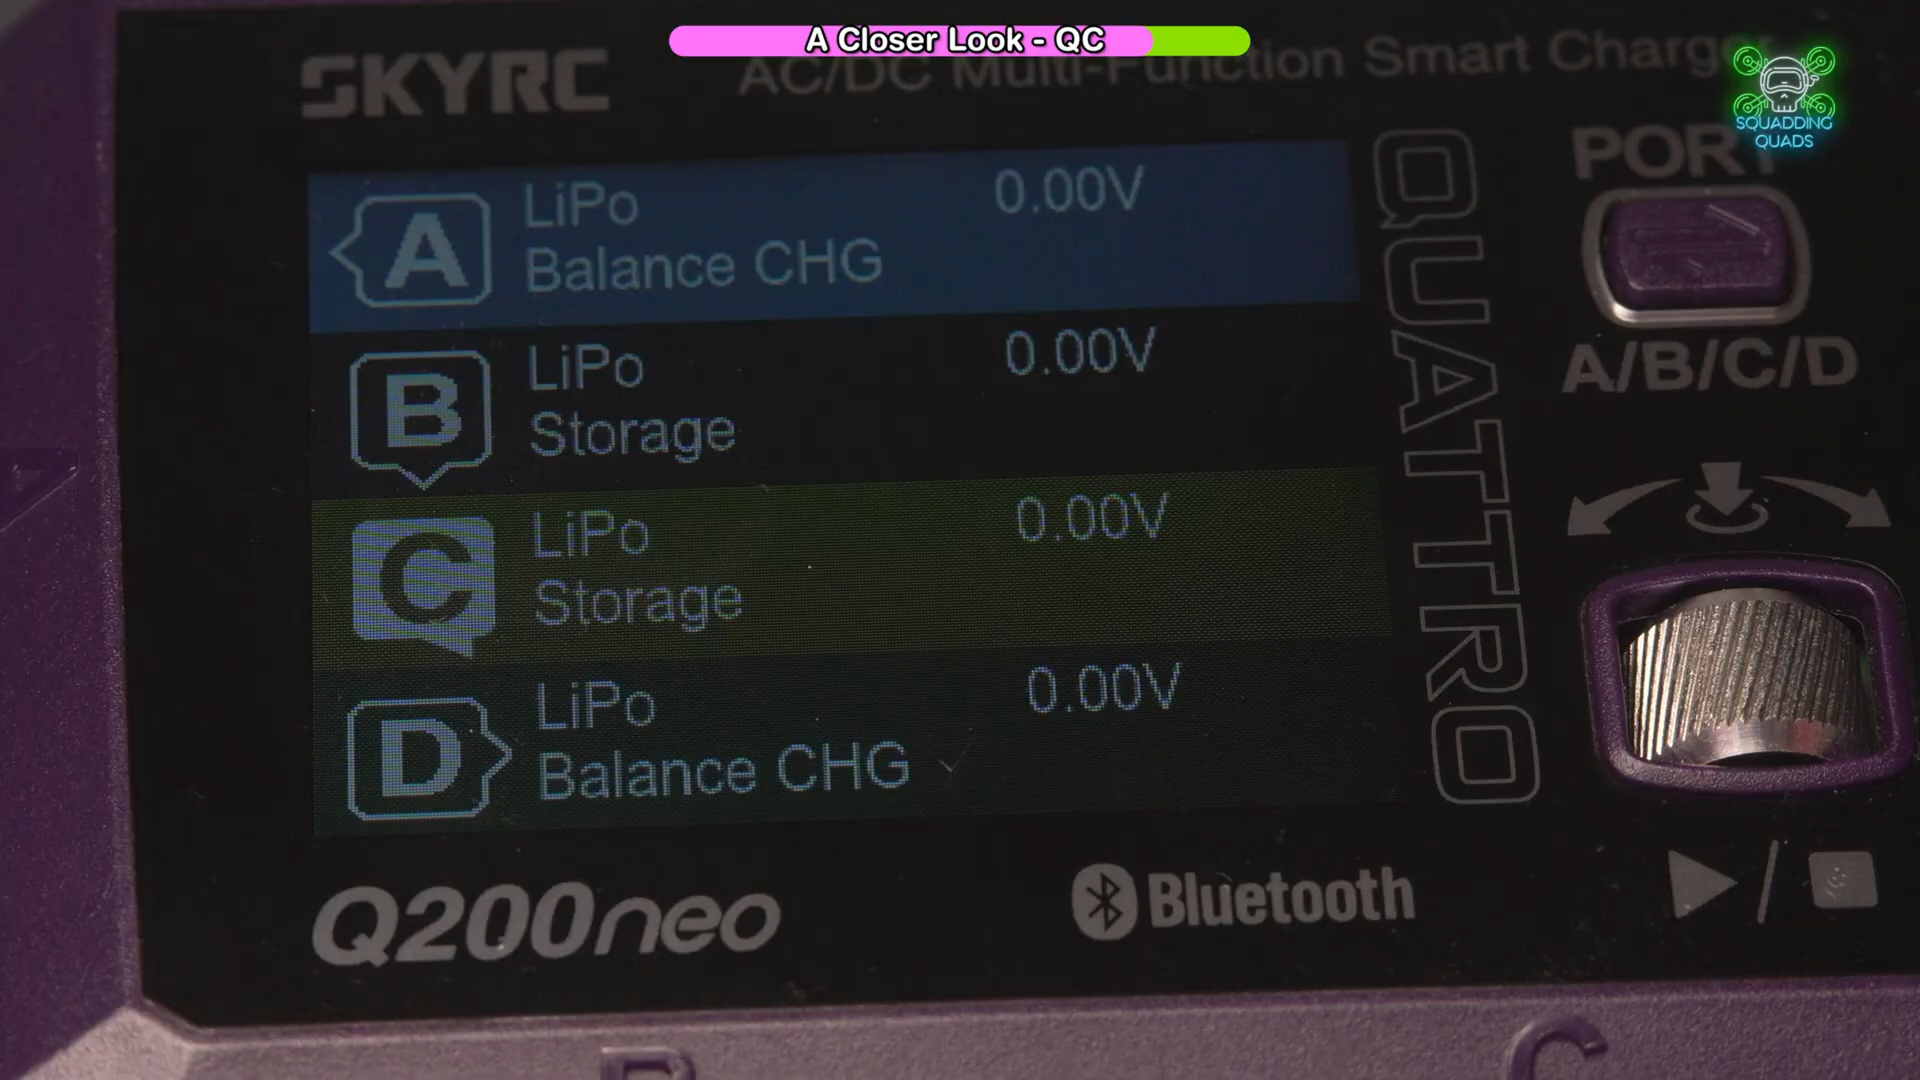 A Closer Look - QC
SKYRC
AC/DC Multi-Function Smart Charger
SQUADDING
QUADS
PORT
A/B/C/D
A
LiPo
0.00V
Balance CHG
B
LiPo
0.00V
Storage
C
LiPo
0.00V
Storage
D
LiPo
0.00V
Balance CHG
QUATTRO
Q200neo
Bluetooth
B
C